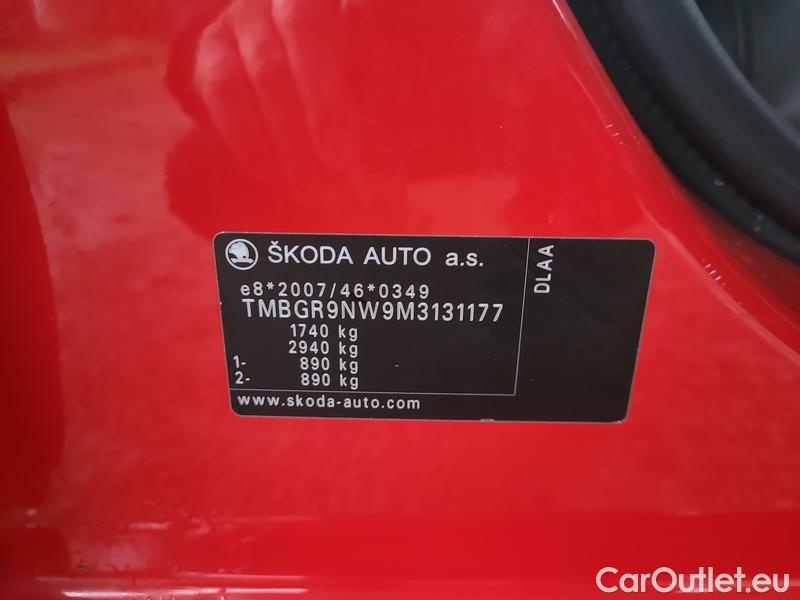 ŠKODA AUTO a.s.
e8*2007/46*0349
TMBGR9NW9M3131177
1740 kg
2940 kg
1- 890 kg
2- 890 kg
www.skoda-auto.com
DLAA
CarOutlet.eu